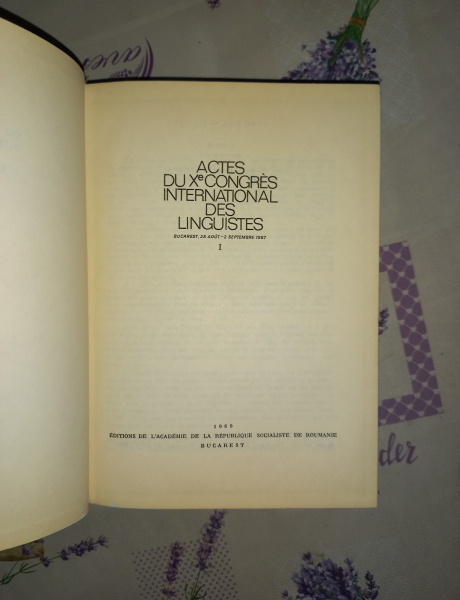 ACTES
DU Xe CONGRÈS
INTERNATIONAL
DES
LINGUISTES
BUCAREST, 28 AOÛT – 2 SEPTEMBRE 1967
I
1969
ÉDITIONS DE L'ACADÉMIE DE LA RÉPUBLIQUE SOCIALISTE DE ROUMANIE
BUCAREST
der